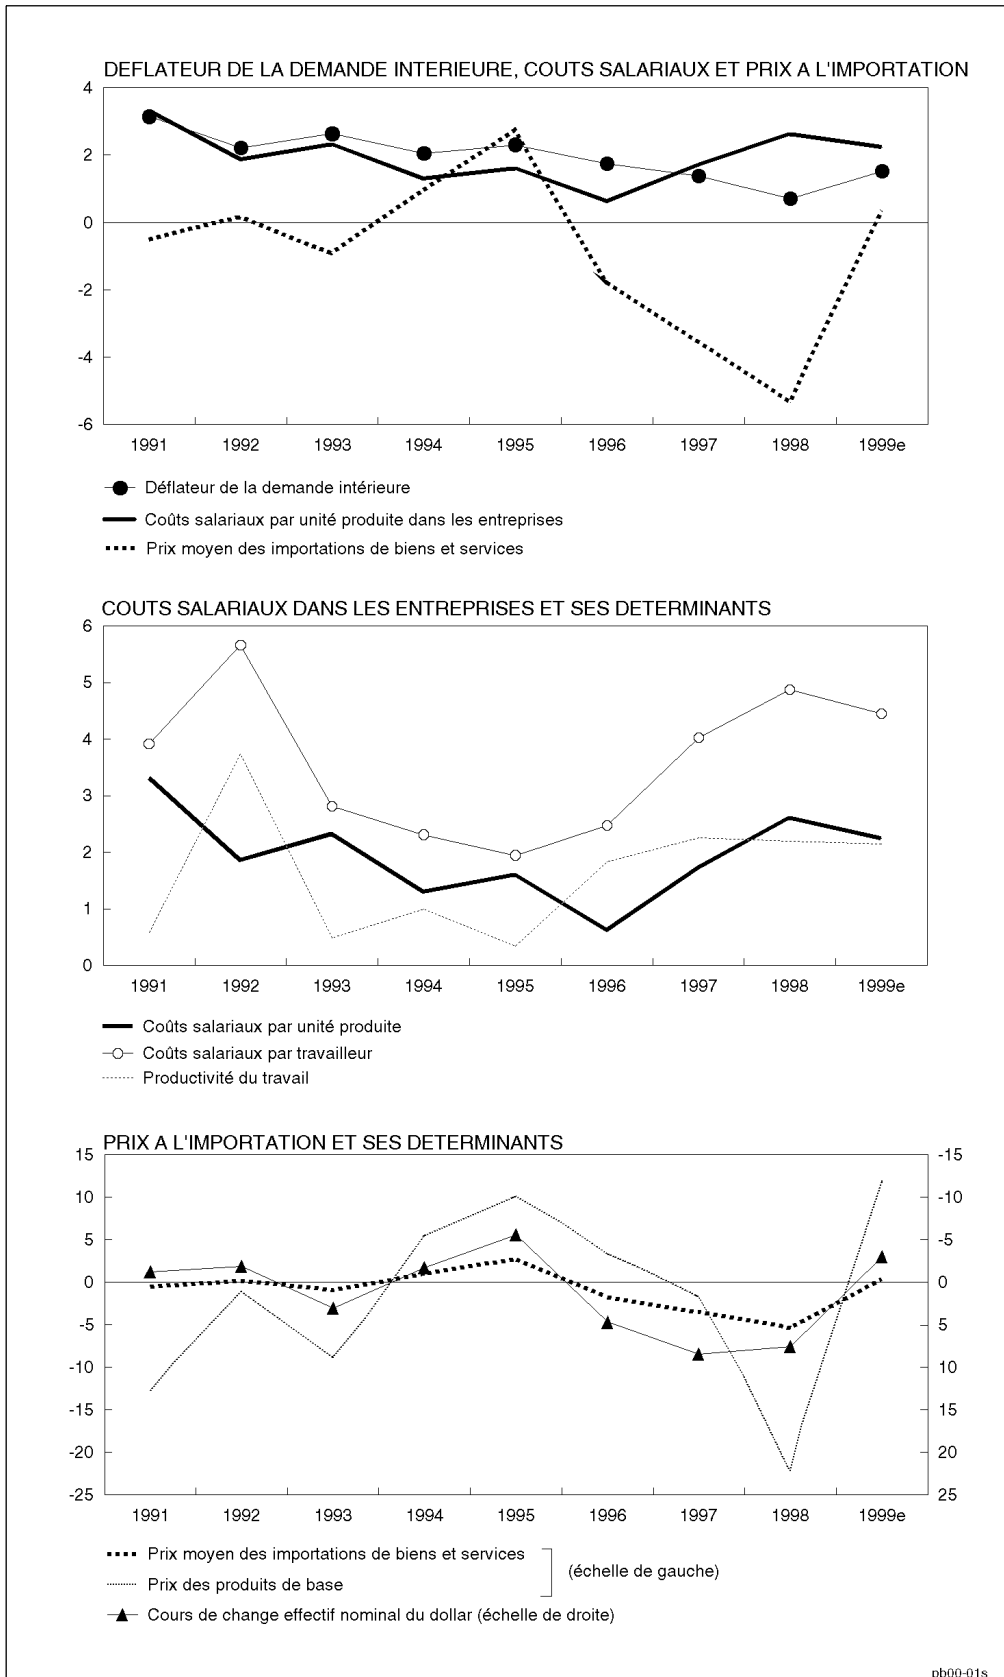 DEFLATEUR DE LA DEMANDE INTERIEURE, COUTS SALARIAUX ET PRIX A L'IMPORTATION
4
2
0
-2
-4
-6
1991 1992 1993 1994 1995 1996 1997 1998 1999e
Déflateur de la demande intérieure
Coûts salariaux par unité produite dans les entreprises
Prix moyen des importations de biens et services
COUTS SALARIAUX DANS LES ENTREPRISES ET SES DETERMINANTS
6
5
4
3
2
1
0
1991 1992 1993 1994 1995 1996 1997 1998 1999e
Coûts salariaux par unité produite
Coûts salariaux par travailleur
Productivité du travail
PRIX A L'IMPORTATION ET SES DETERMINANTS
15 -15
10 -10
5 -5
0 0
-5 5
-10 10
-15 15
-20 20
-25 25
1991 1992 1993 1994 1995 1996 1997 1998 1999e
Prix moyen des importations de biens et services
(échelle de gauche)
Prix des produits de base
Cours de change effectif nominal du dollar (échelle de droite)
pb00-01s